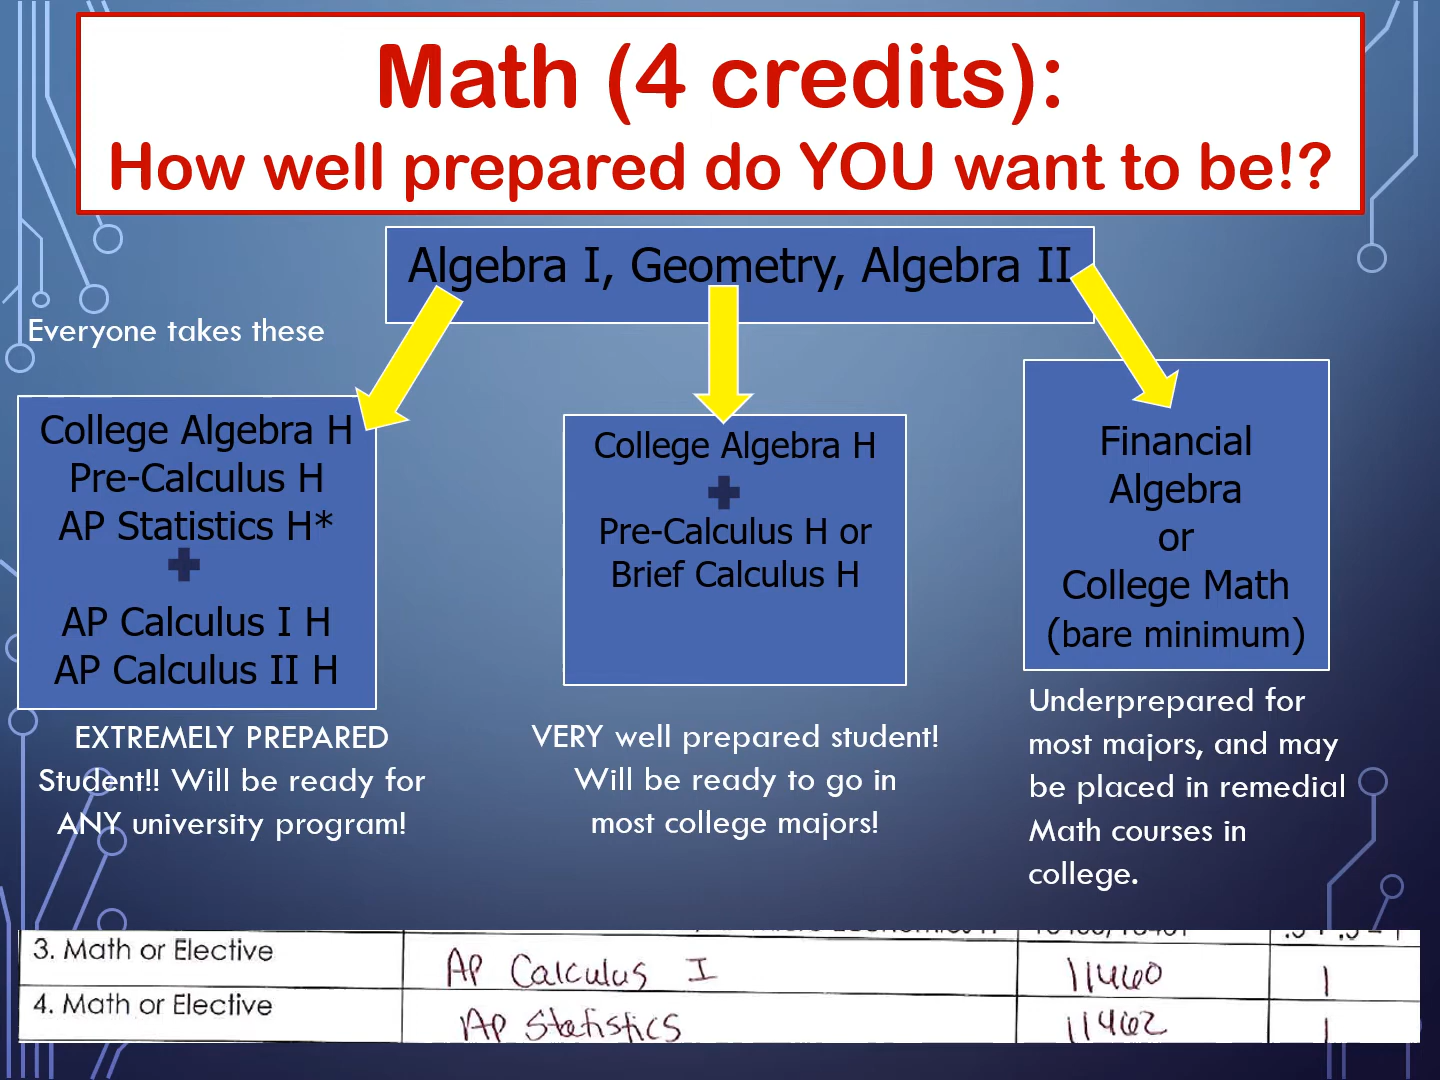 Math (4 credits):
How well prepared do YOU want to be!?
Algebra I, Geometry, Algebra II
Everyone takes these
College Algebra H
Pre-Calculus H
AP Statistics H*
AP Calculus I H
AP Calculus II H
EXTREMELY PREPARED
Student!! Will be ready for
ANY university program!
College Algebra H
Pre-Calculus H or
Brief Calculus H
VERY well prepared student!
Will be ready to go in
most college majors!
Financial
Algebra
or
College Math
(bare minimum)
Underprepared for
most majors, and may
be placed in remedial
Math courses in
college.
3. Math or Elective AP Calculus I 11460 1
4. Math or Elective AP Statistics 11462 1